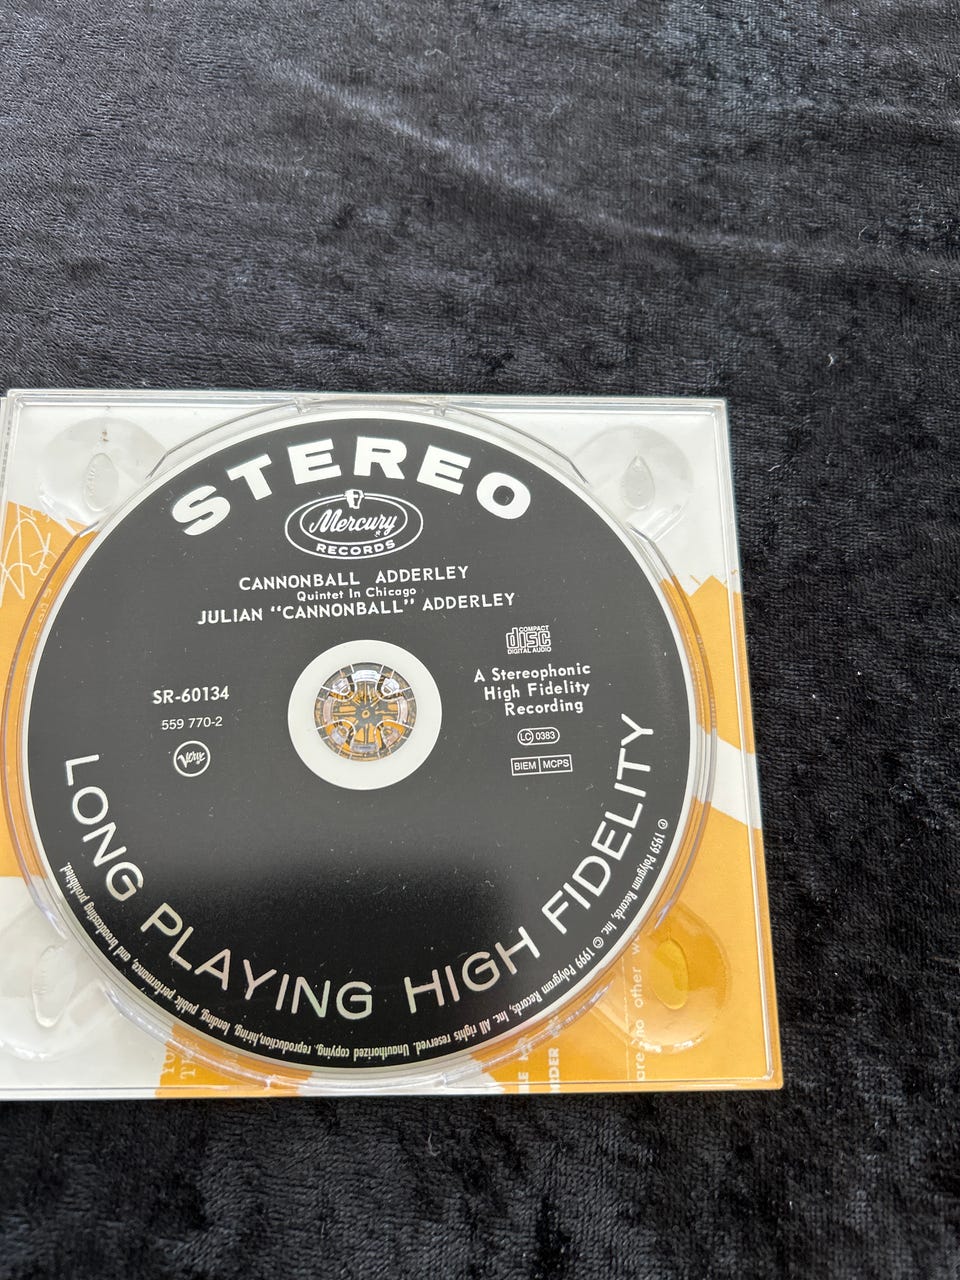 STEREO
Mercury
RECORDS
CANNONBALL ADDERLEY
Quintet In Chicago
JULIAN "CANNONBALL" ADDERLEY
COMPACT
disc
DIGITAL AUDIO
A Stereophonic
High Fidelity
Recording
SR-60134
559 770-2
Verve
LC 0383
BIEM MCPS
LONG PLAYING HIGH FIDELITY
℗ 1959 Polygram Records, Inc. © 1999 Polygram Records, Inc. All rights reserved. Unauthorized copying, reproduction,hiring, lending, public performance, and broadcasting prohibited.
other